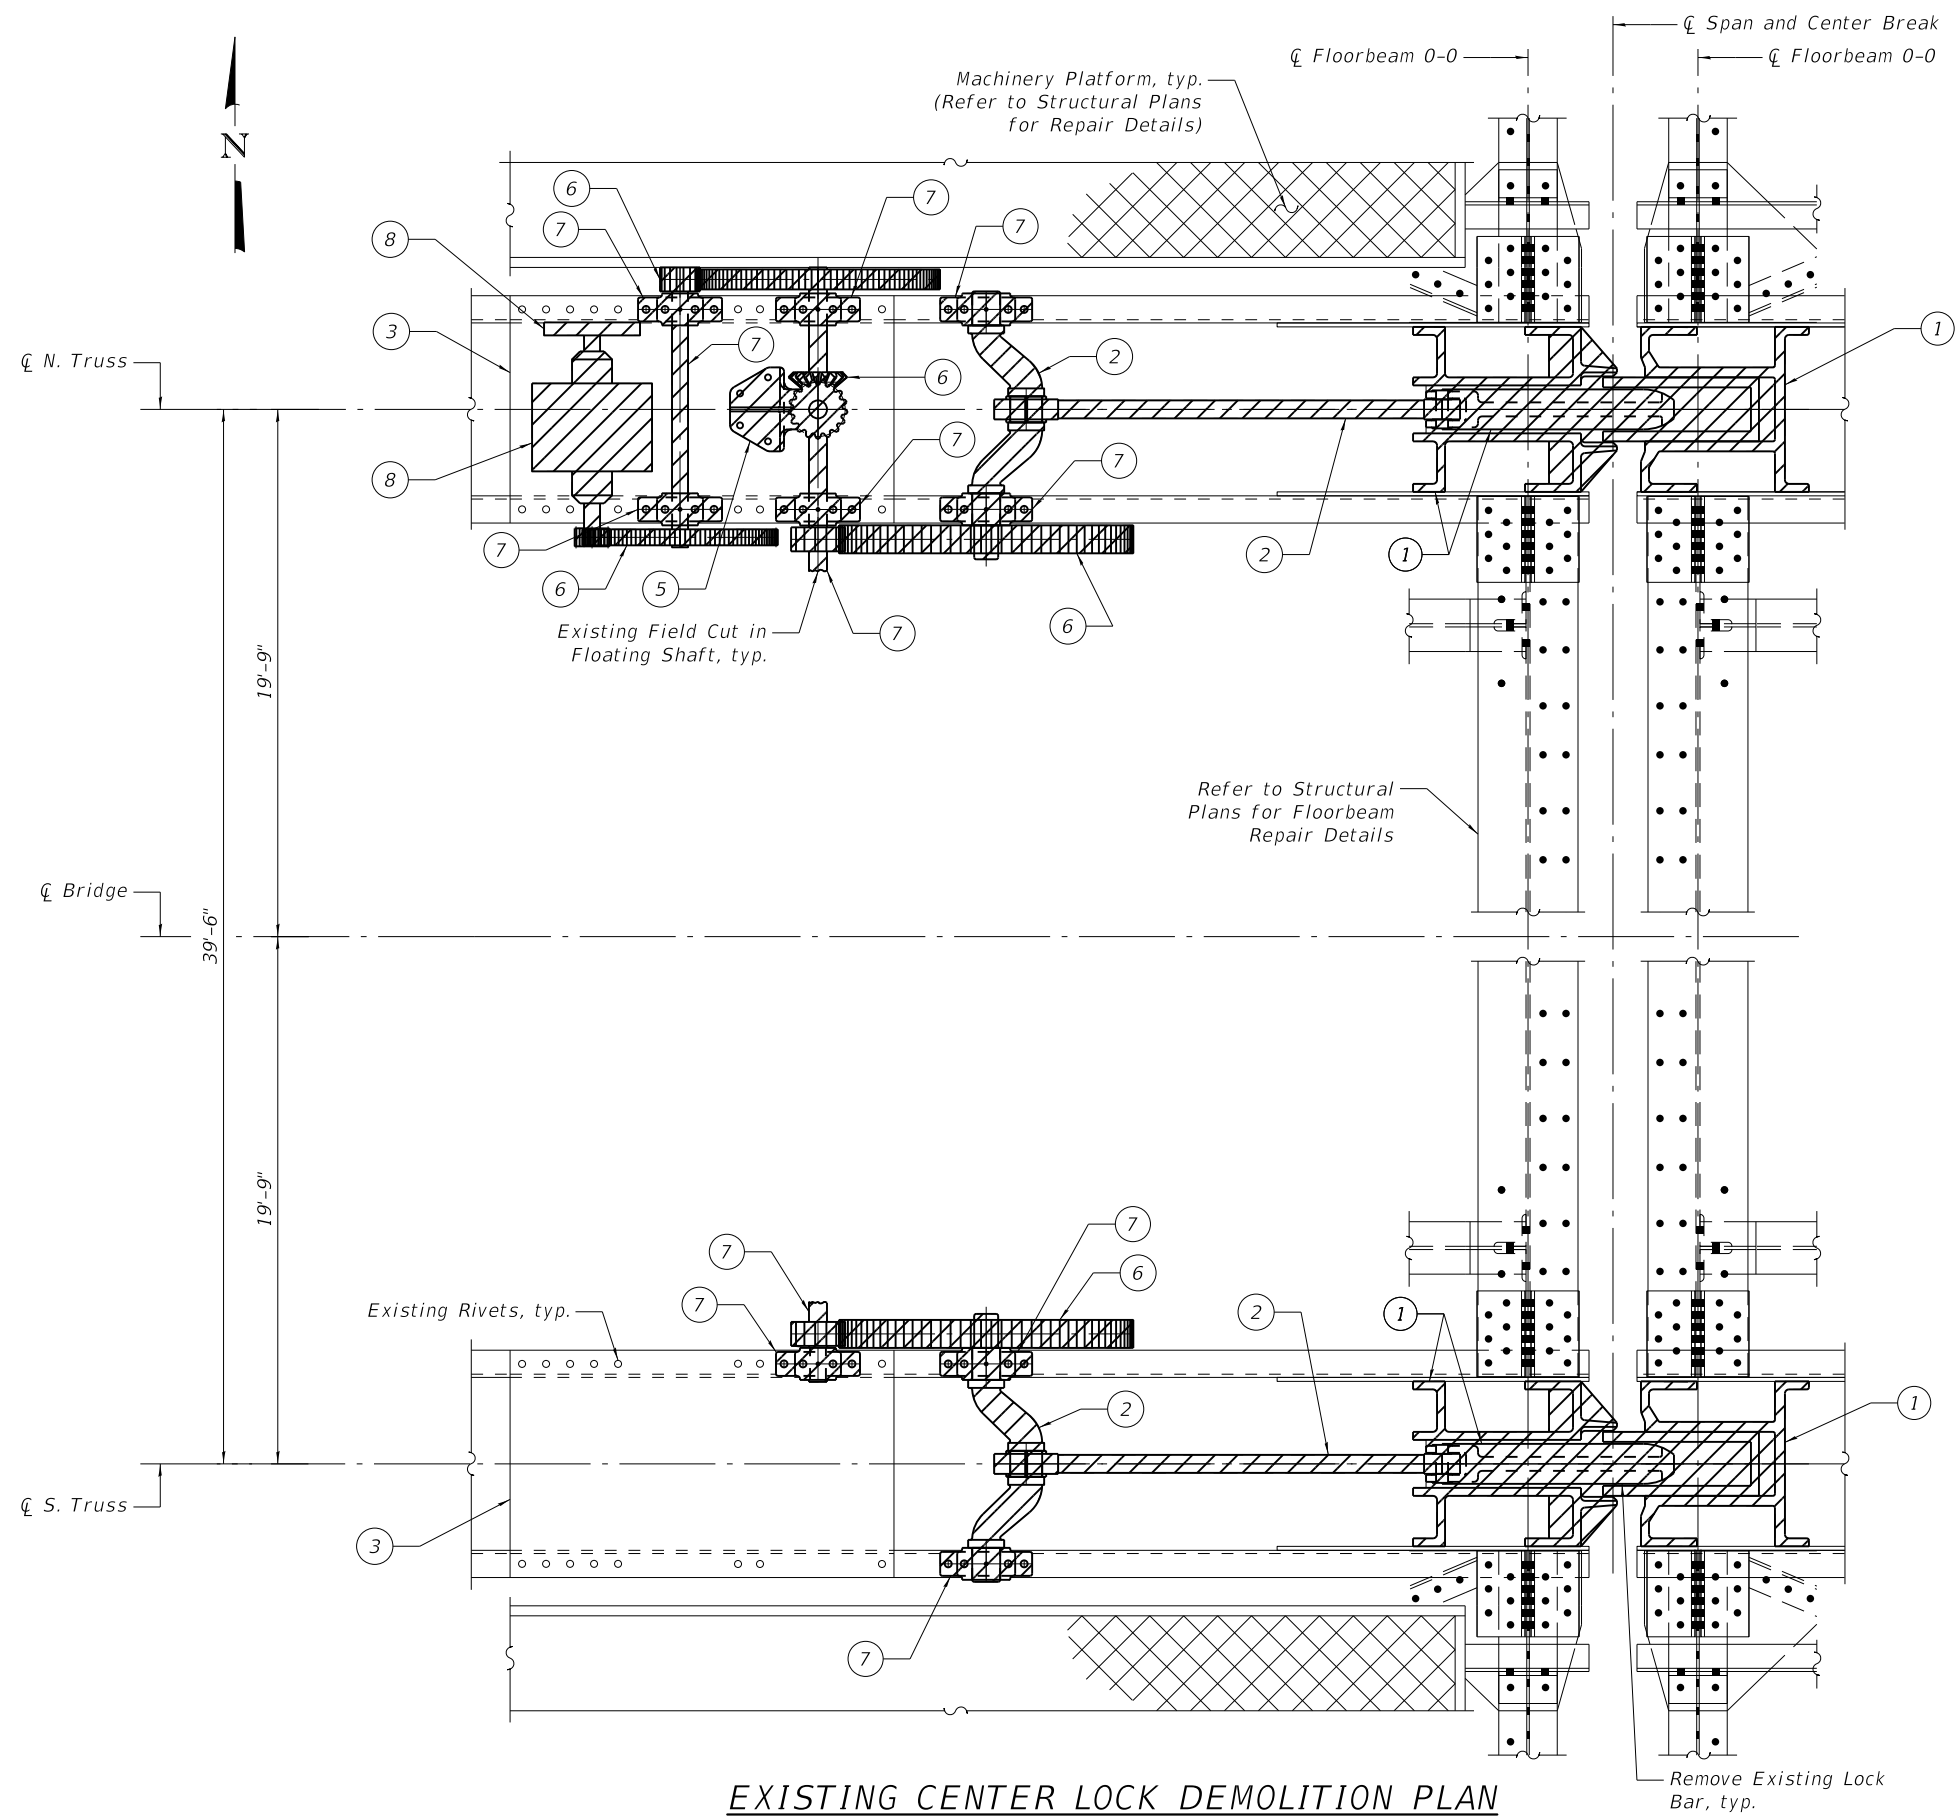 ℄ Span and Center Break
℄ Floorbeam 0-0
℄ Floorbeam 0-0
Machinery Platform, typ.
(Refer to Structural Plans
for Repair Details)
N
6
7
7
7
8
3
1
℄ N. Truss
7
2
6
7
7
8
7
2
1
6
5
6
Existing Field Cut in
Floating Shaft, typ.
7
19'-9"
Refer to Structural
Plans for Floorbeam
Repair Details
℄ Bridge
39'-6"
19'-9"
7
7
6
Existing Rivets, typ.
7
2
1
2
1
℄ S. Truss
3
7
Remove Existing Lock
Bar, typ.
EXISTING CENTER LOCK DEMOLITION PLAN